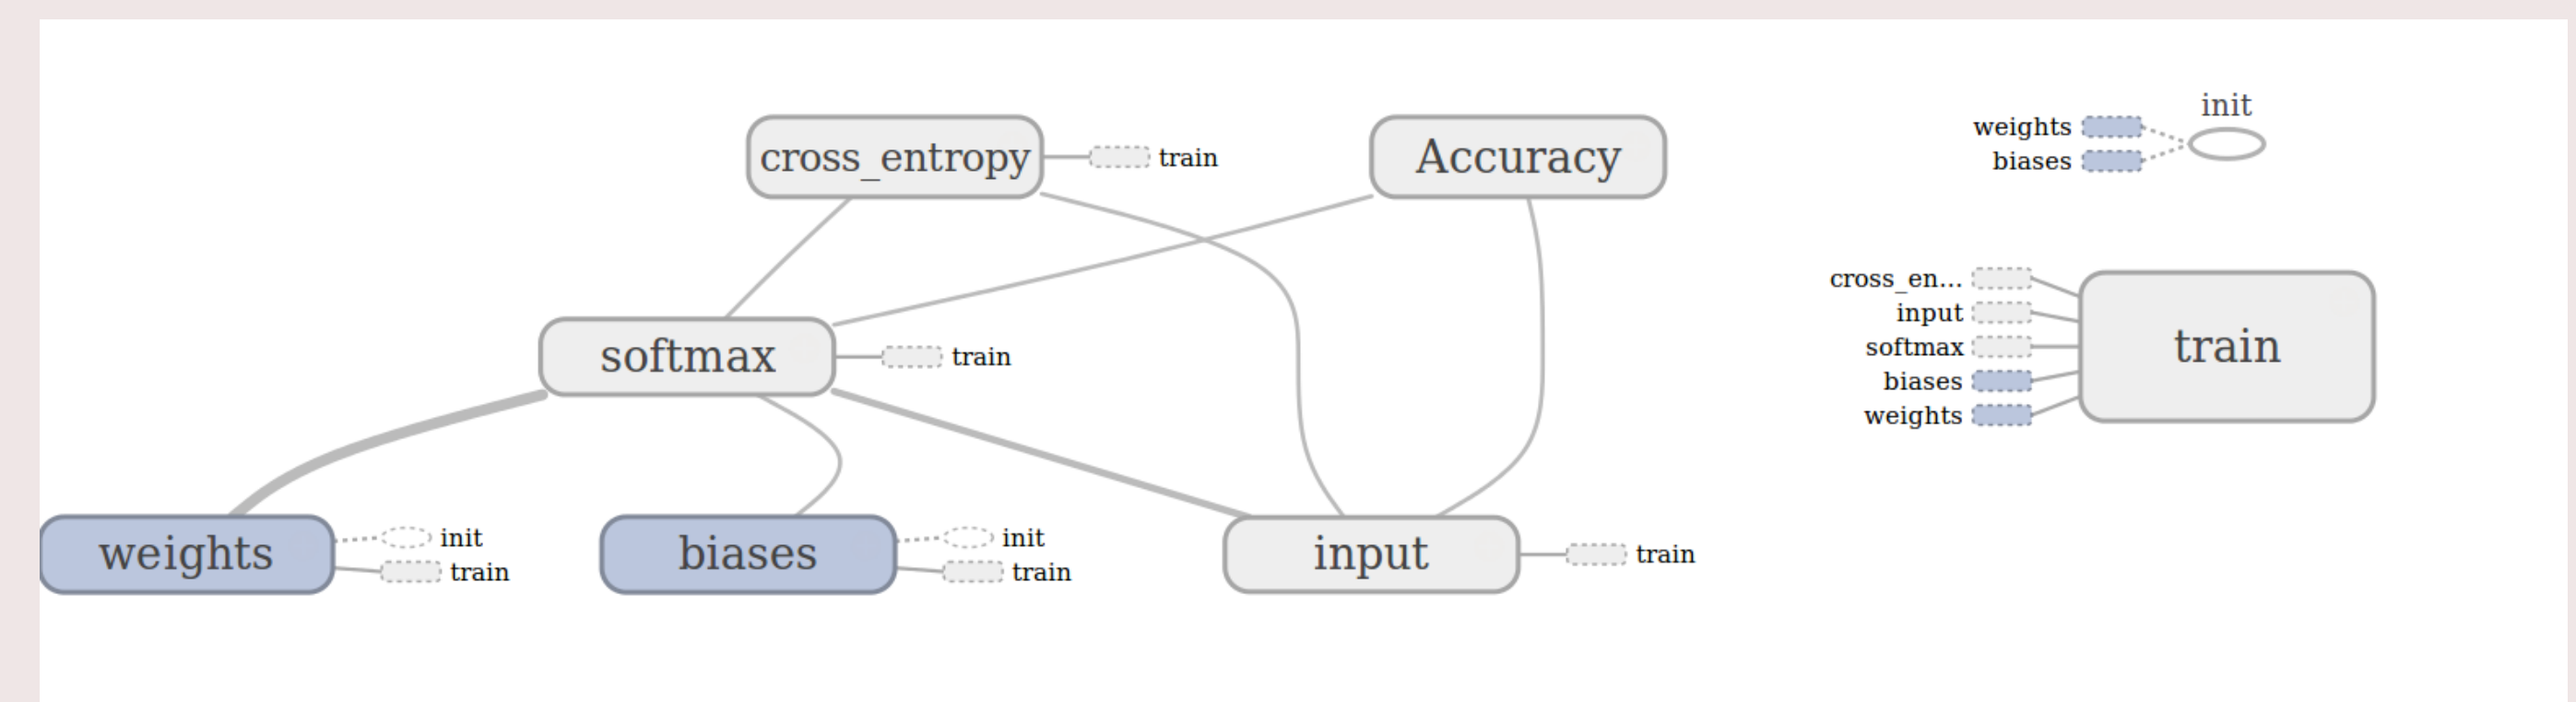 cross_entropy
train
Accuracy
init
weights
biases
softmax
train
cross_en...
input
softmax
biases
weights
train
weights
init
train
biases
init
train
input
train